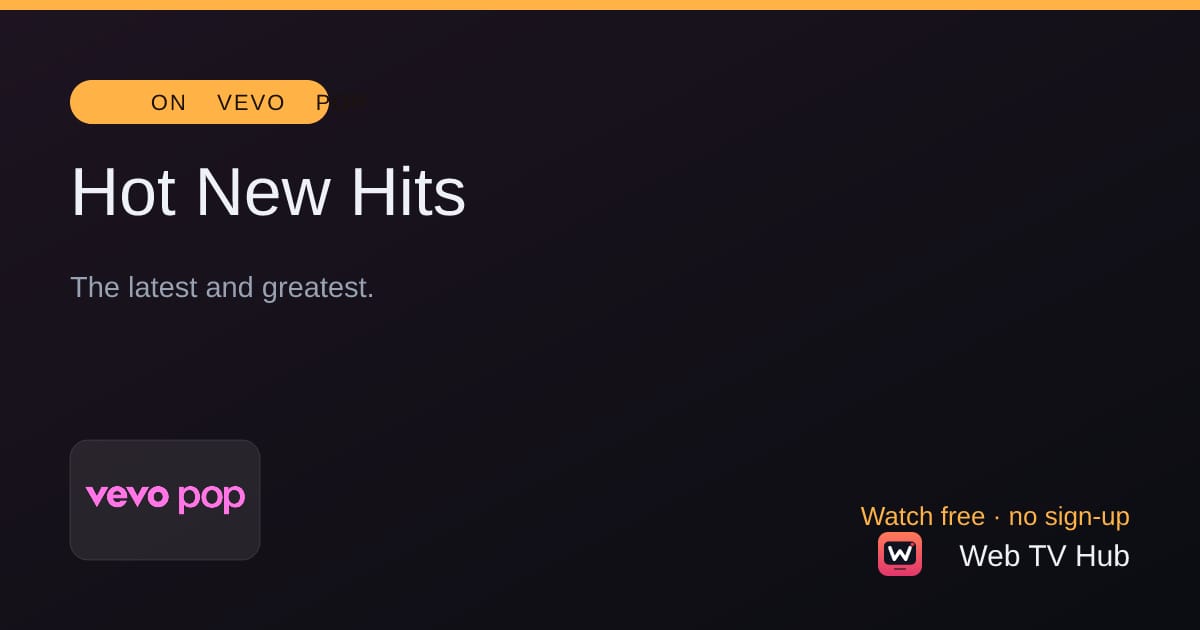 ON VEVO POP
Hot New Hits
The latest and greatest.
vevo pop
Watch free · no sign-up
W
Web TV Hub